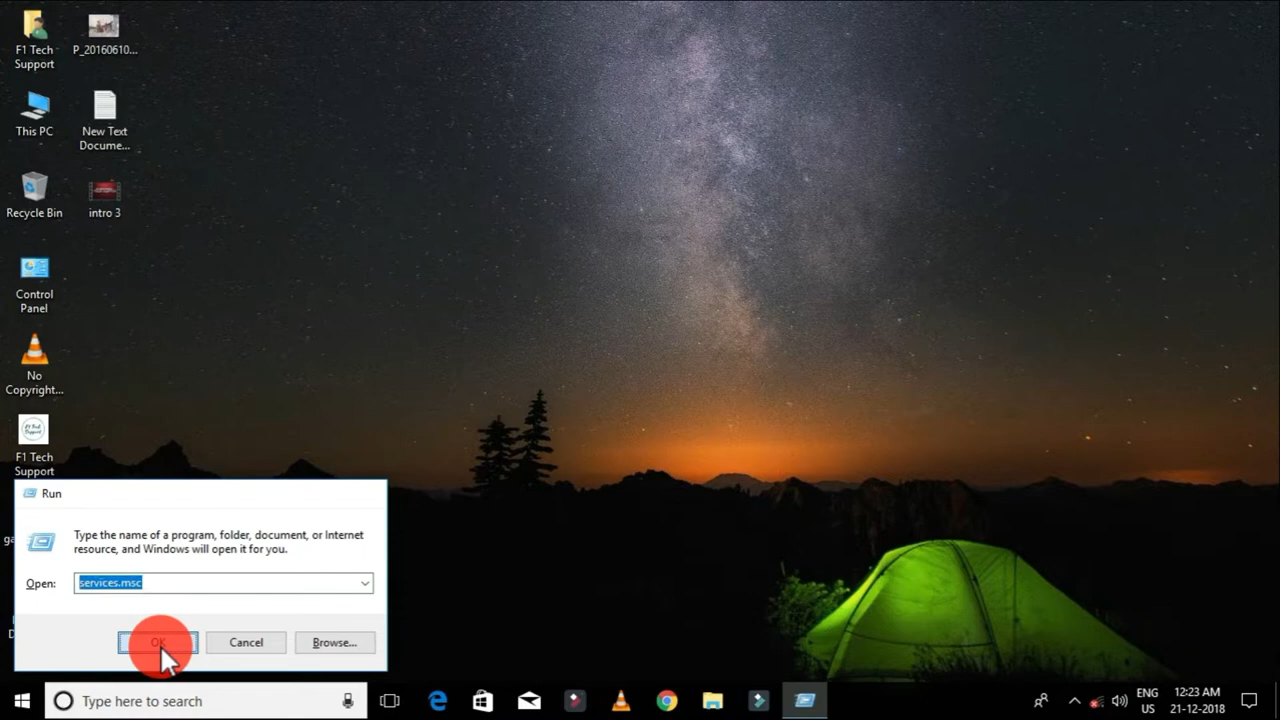 F1 Tech
Support
P_20160610...
This PC
New Text
Docume...
Recycle Bin
intro 3
Control
Panel
No
Copyright...
F1 Tech
Support
Run
Type the name of a program, folder, document, or Internet
resource, and Windows will open it for you.
Open:
services.msc
OK
Cancel
Browse...
Type here to search
ENG
US
12:23 AM
21-12-2018